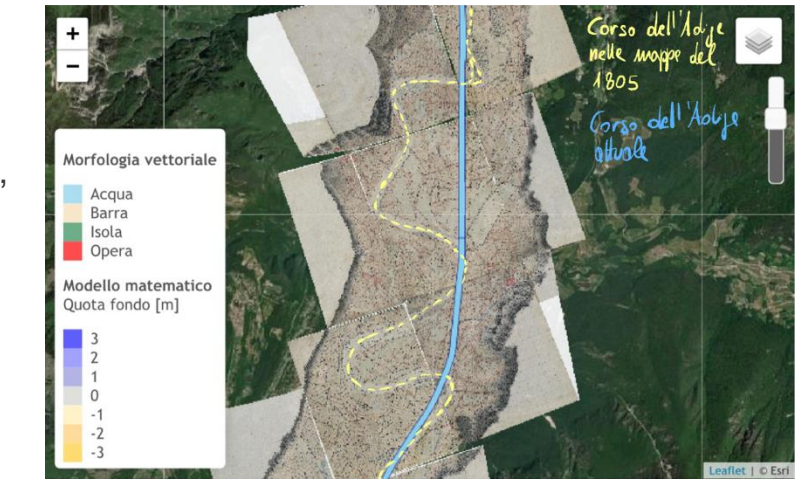 ,
+
−
Morfologia vettoriale
Acqua
Barra
Isola
Opera
Modello matematico
Quota fondo [m]
3
2
1
0
-1
-2
-3
Corso dell'Adige
nelle mappe del
1805
Corso dell'Adige
attuale
Leaflet | © Esri